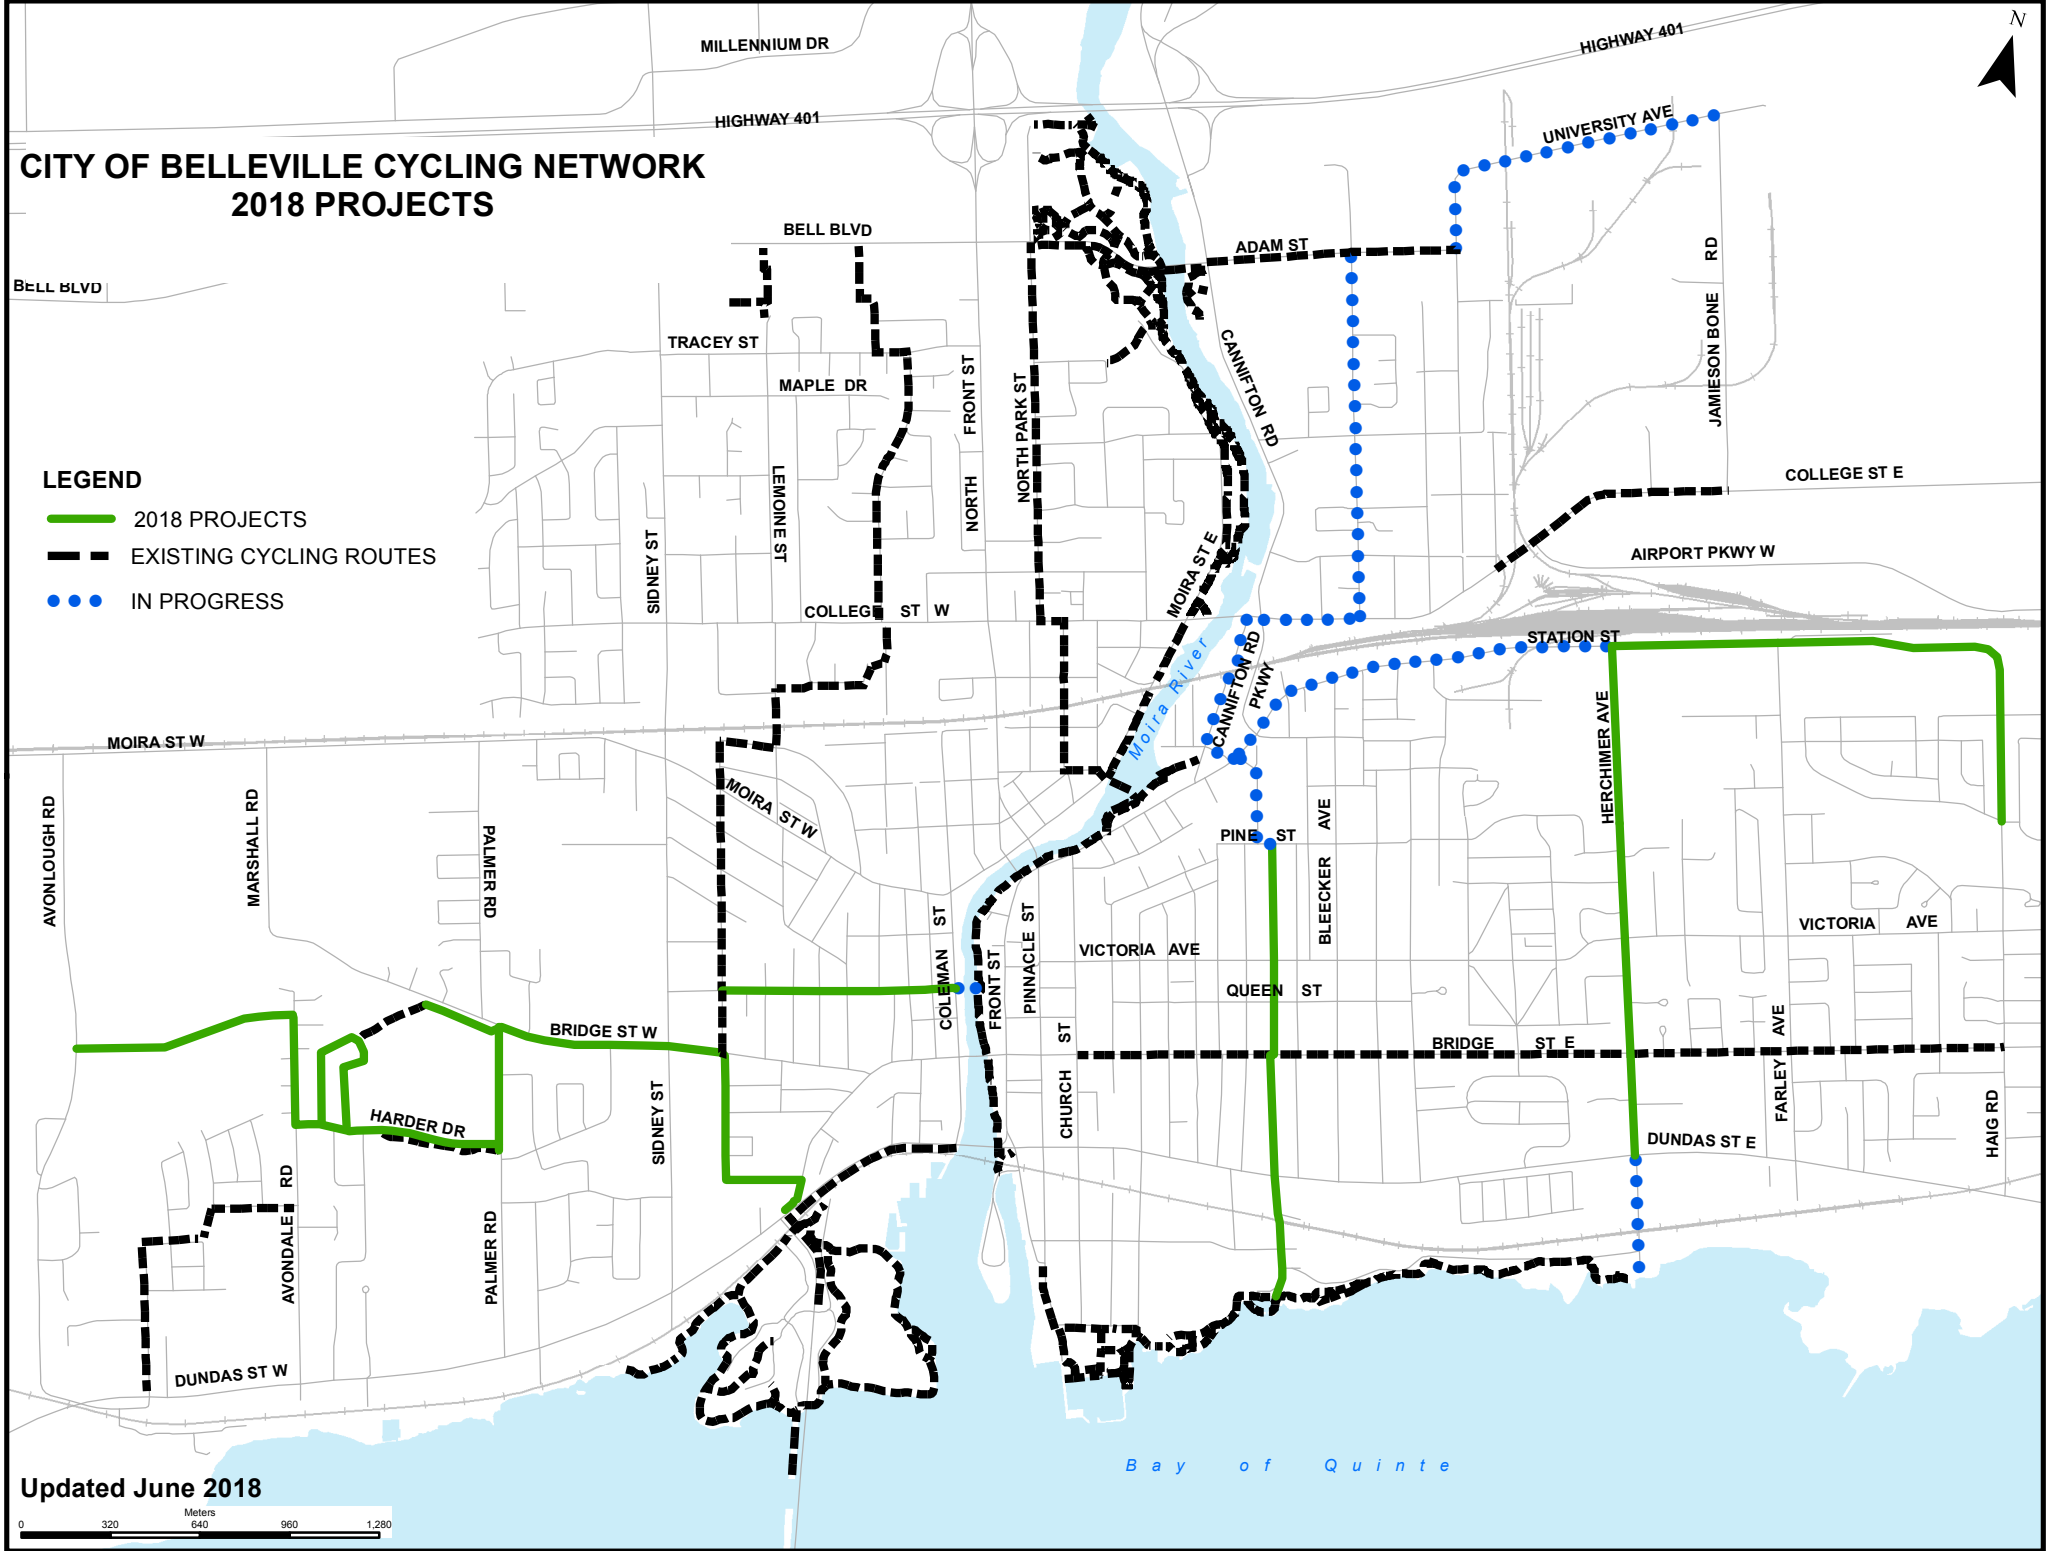 MILLENNIUM DR
HIGHWAY 401
N
HIGHWAY 401
UNIVERSITY AVE
CITY OF BELLEVILLE CYCLING NETWORK
2018 PROJECTS
BELL BLVD
ADAM ST
JAMIESON BONE RD
BELL BLVD
TRACEY ST
MAPLE DR
NORTH FRONT ST
NORTH PARK ST
CANNIFTON RD
LEGEND
2018 PROJECTS
EXISTING CYCLING ROUTES
IN PROGRESS
LEMOINE ST
SIDNEY ST
COLLEGE ST E
AIRPORT PKWY W
MOIRA ST E
COLLEGE ST W
STATION ST
Moira River
CANNIFTON RD
PKWY
MOIRA ST W
HERCHIMER AVE
AVONLOUGH RD
MARSHALL RD
PALMER RD
MOIRA ST W
PINE ST
BLEECKER AVE
COLEMAN ST
FRONT ST
PINNACLE ST
VICTORIA AVE
VICTORIA AVE
QUEEN ST
BRIDGE ST W
BRIDGE ST E
CHURCH ST
FARLEY AVE
HARDER DR
SIDNEY ST
DUNDAS ST E
HAIG RD
AVONDALE RD
PALMER RD
DUNDAS ST W
Bay of Quinte
Updated June 2018
Meters
0 320 640 960 1,280